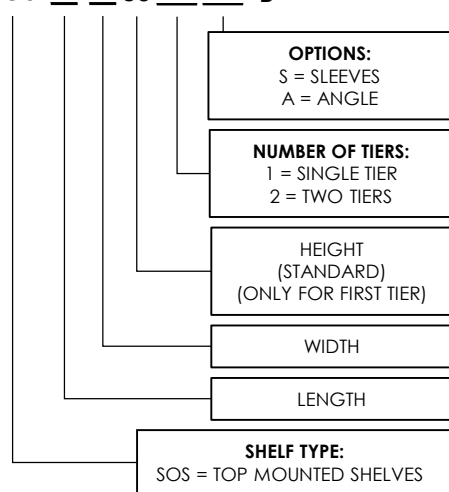 OPTIONS:
S = SLEEVES
A = ANGLE
NUMBER OF TIERS:
1 = SINGLE TIER
2 = TWO TIERS
HEIGHT
(STANDARD)
(ONLY FOR FIRST TIER)
WIDTH
LENGTH
SHELF TYPE:
SOS = TOP MOUNTED SHELVES